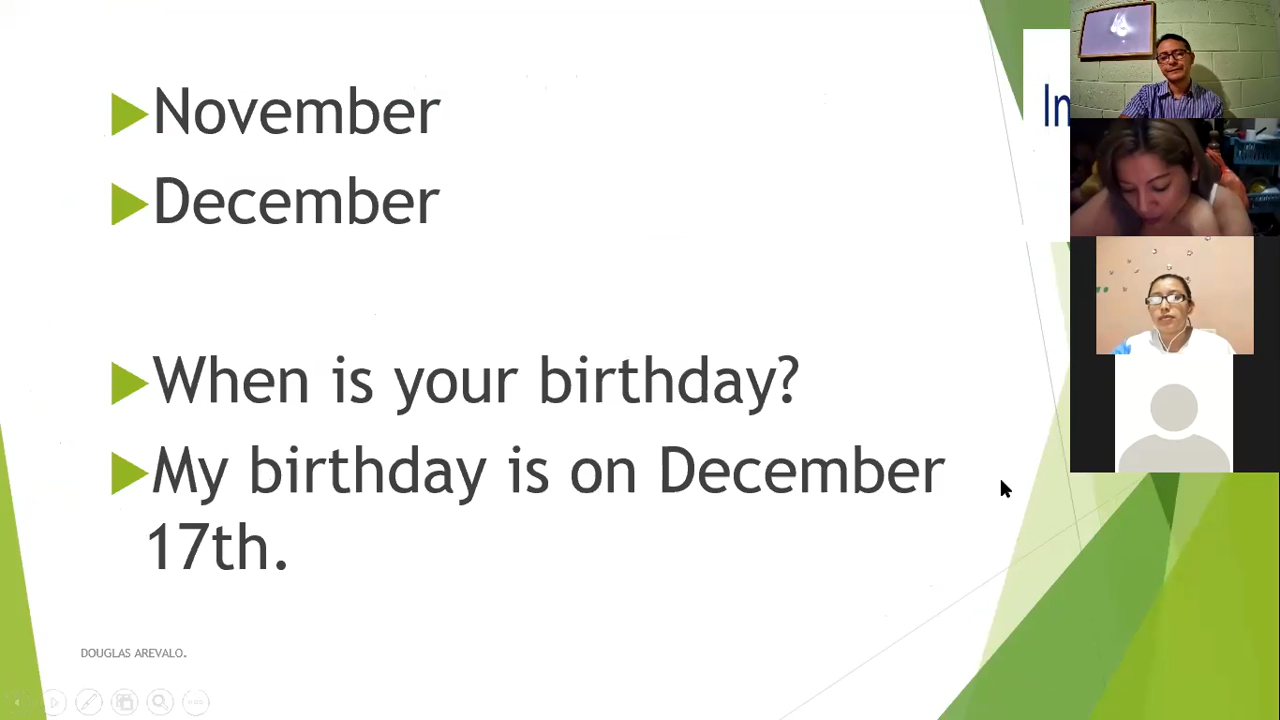 November
December
When is your birthday?
My birthday is on December
17th.
DOUGLAS AREVALO.